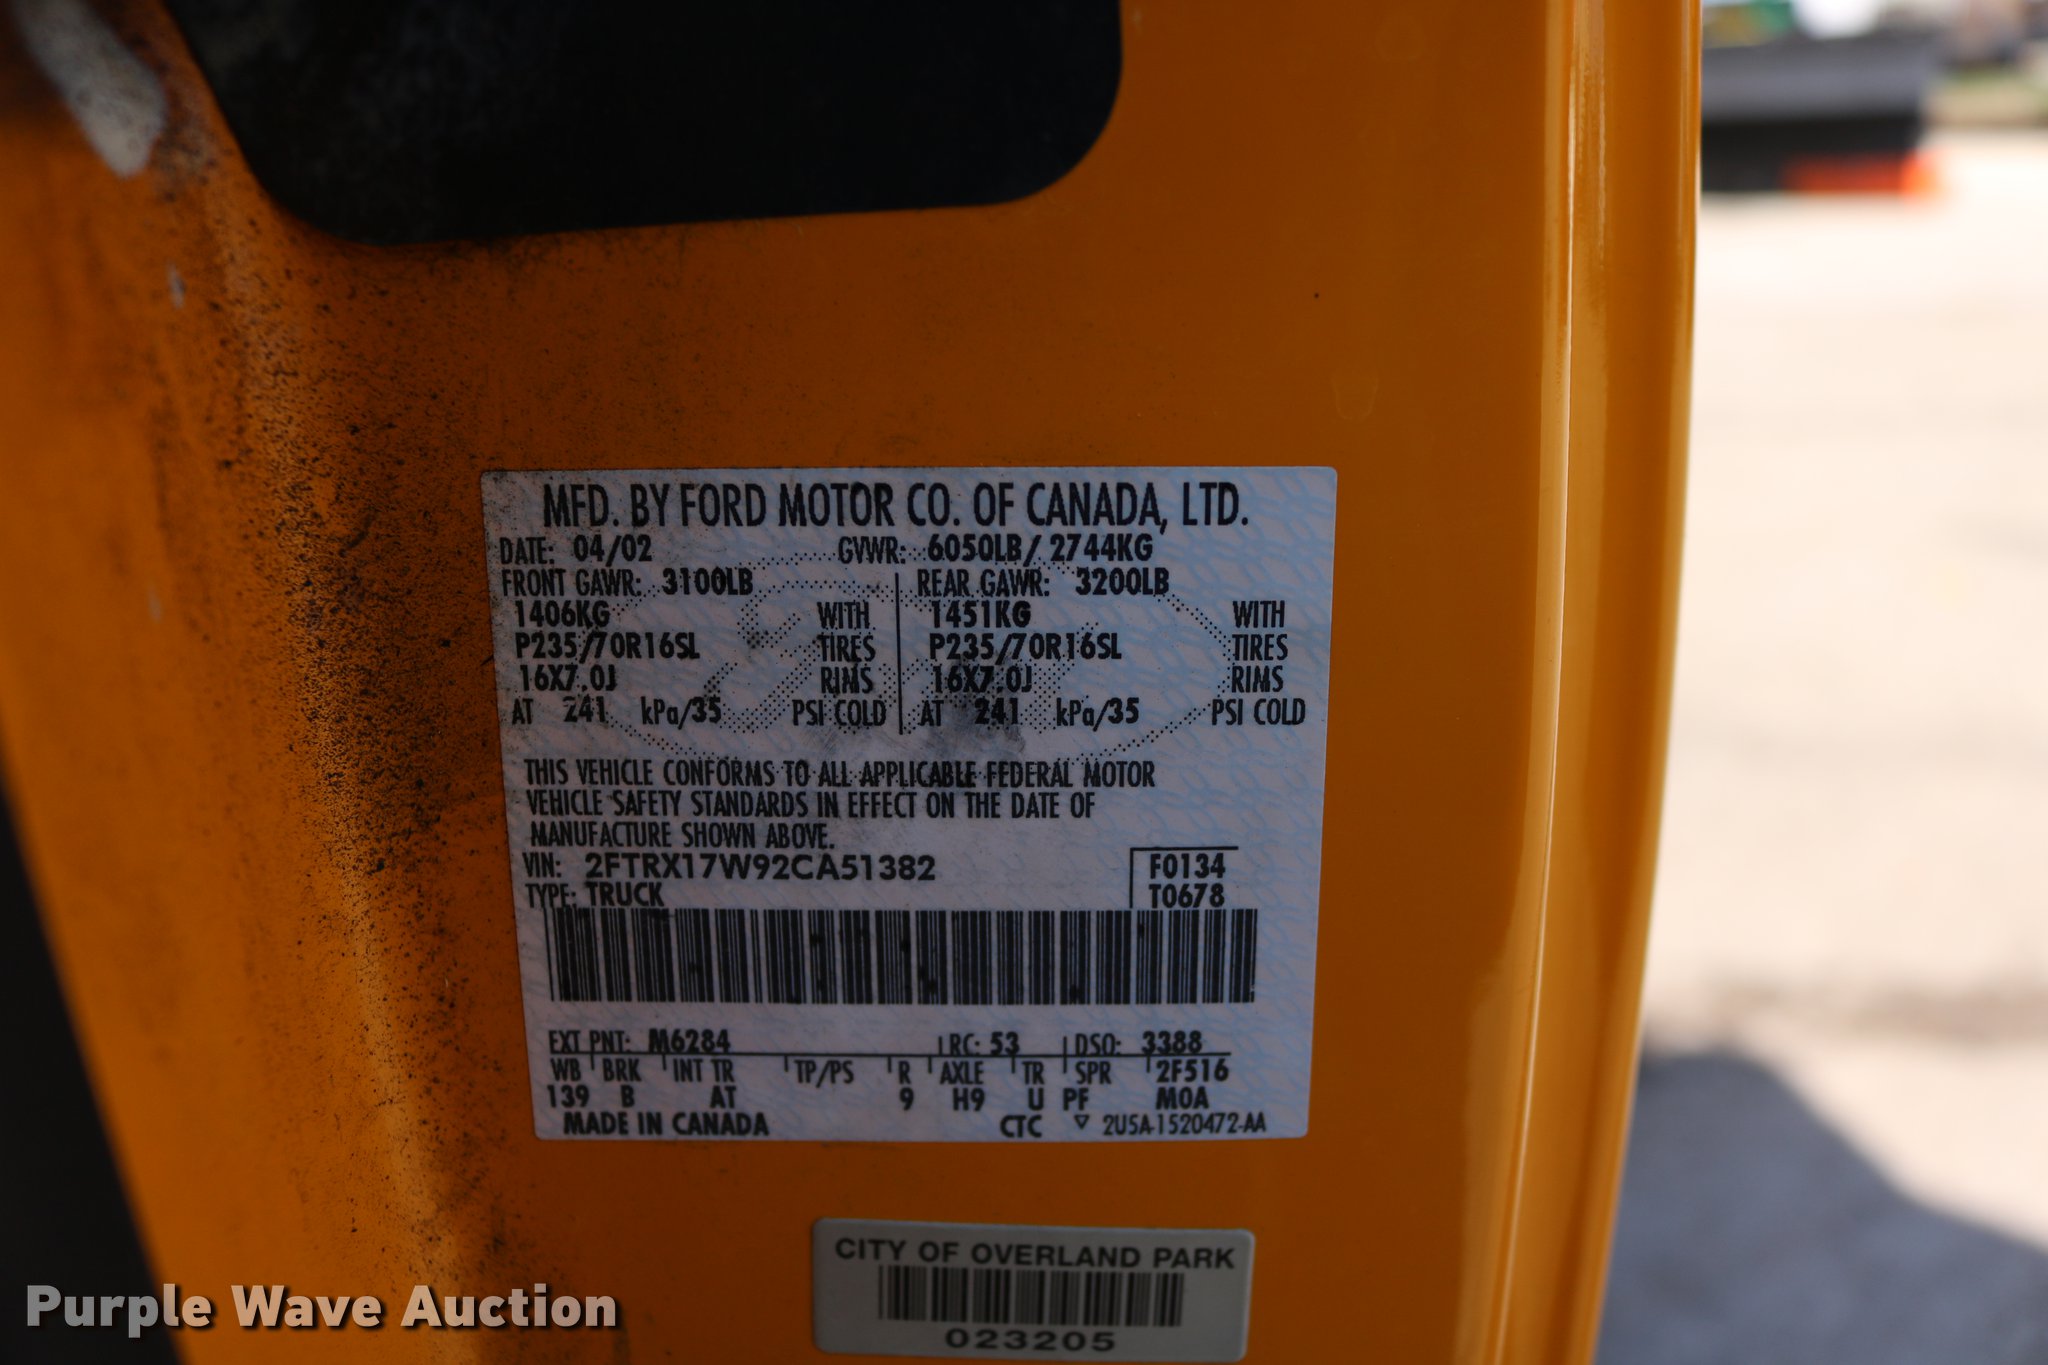 MFD. BY FORD MOTOR CO. OF CANADA, LTD.
DATE: 04/02 GVWR: 6050LB/ 2744KG
FRONT GAWR: 3100LB REAR GAWR: 3200LB
1406KG WITH 1451KG WITH
P235/70R16SL TIRES P235/70R16SL TIRES
16X7.0J RIMS 16X7.0J RIMS
AT 241 kPa/35 PSI COLD AT 241 kPa/35 PSI COLD
THIS VEHICLE CONFORMS TO ALL APPLICABLE FEDERAL MOTOR
VEHICLE SAFETY STANDARDS IN EFFECT ON THE DATE OF
MANUFACTURE SHOWN ABOVE.
VIN: 2FTRX17W92CA51382 F0134
TYPE: TRUCK T0678
EXT PNT: M6284 RC: 53 DSO: 3388
WB BRK INT TR TP/PS R AXLE TR SPR 2F516
139 B AT 9 H9 U PF M0A
MADE IN CANADA CTC ▽ 2U5A-1520472-AA
CITY OF OVERLAND PARK
023205
Purple Wave Auction